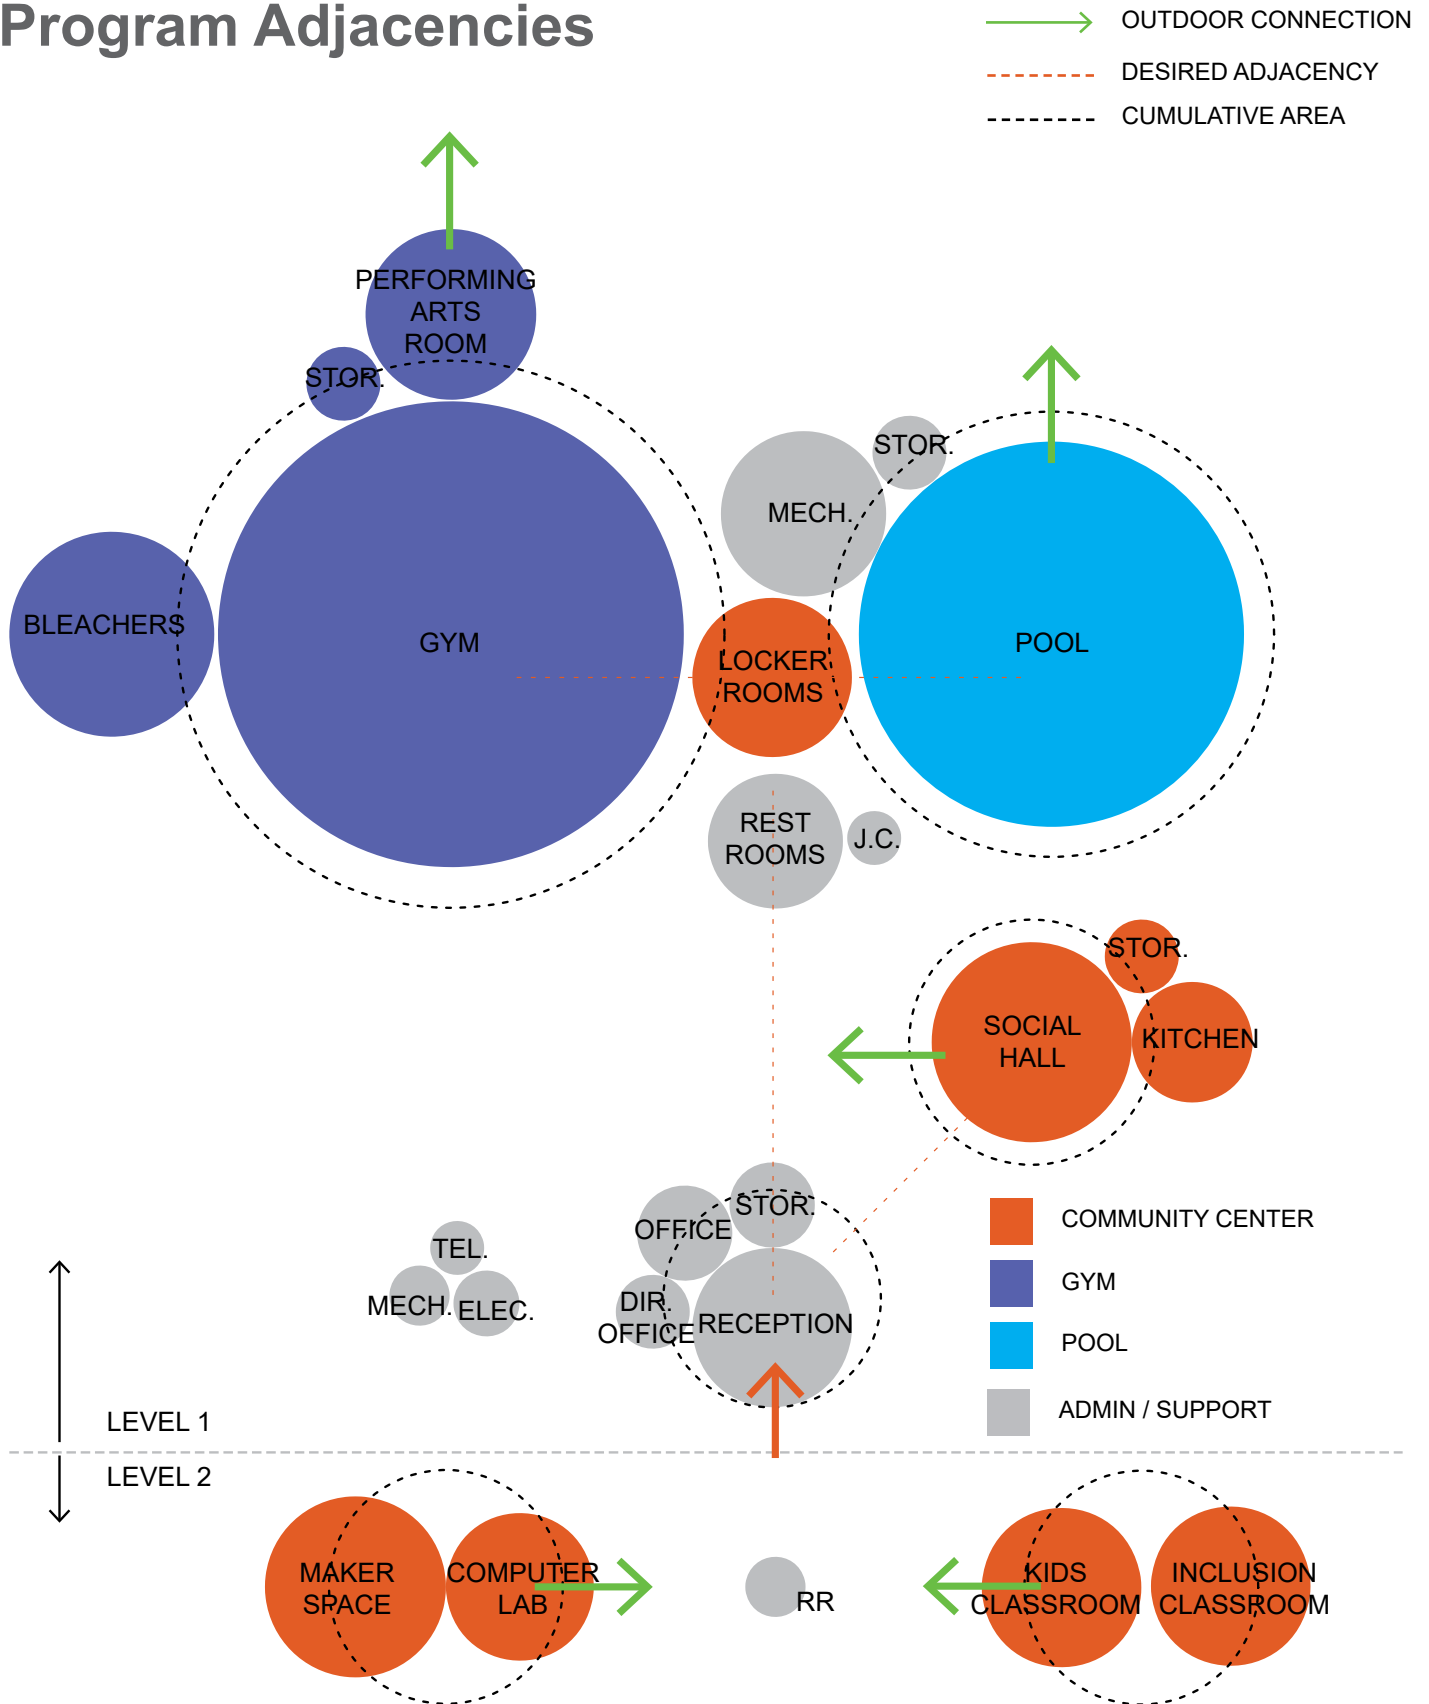 Program Adjacencies
OUTDOOR CONNECTION
DESIRED ADJACENCY
CUMULATIVE AREA
PERFORMING
ARTS
ROOM
STOR.
STOR.
MECH.
BLEACHERS
GYM
LOCKER
ROOMS
POOL
REST
ROOMS
J.C.
STOR.
SOCIAL
HALL
KITCHEN
STOR.
OFFICE
TEL.
MECH.
ELEC.
DIR.
OFFICE
RECEPTION
COMMUNITY CENTER
GYM
POOL
ADMIN / SUPPORT
LEVEL 1
LEVEL 2
MAKER
SPACE
COMPUTER
LAB
RR
KIDS
CLASSROOM
INCLUSION
CLASSROOM